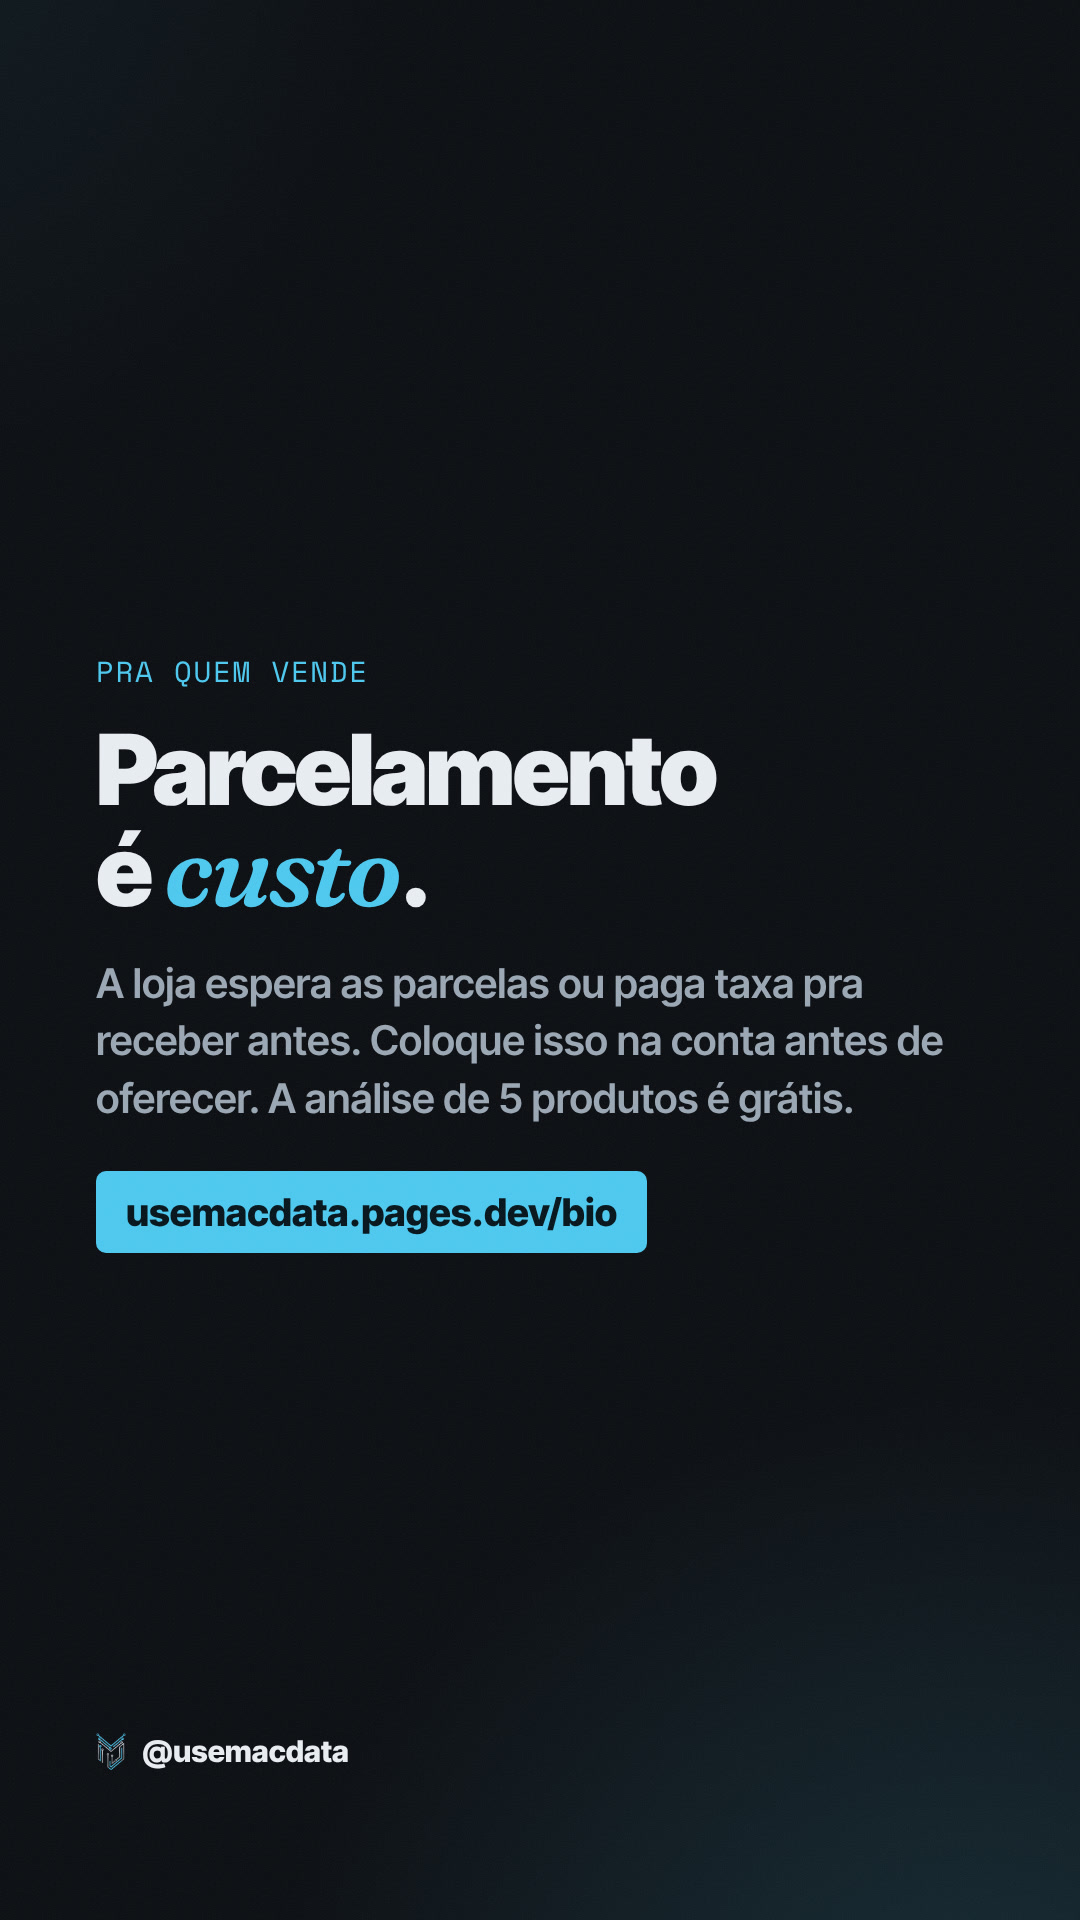 PRA QUEM VENDE
Parcelamento
é custo.
A loja espera as parcelas ou paga taxa pra
receber antes. Coloque isso na conta antes de
oferecer. A análise de 5 produtos é grátis.
usemacdata.pages.dev/bio
@usemacdata